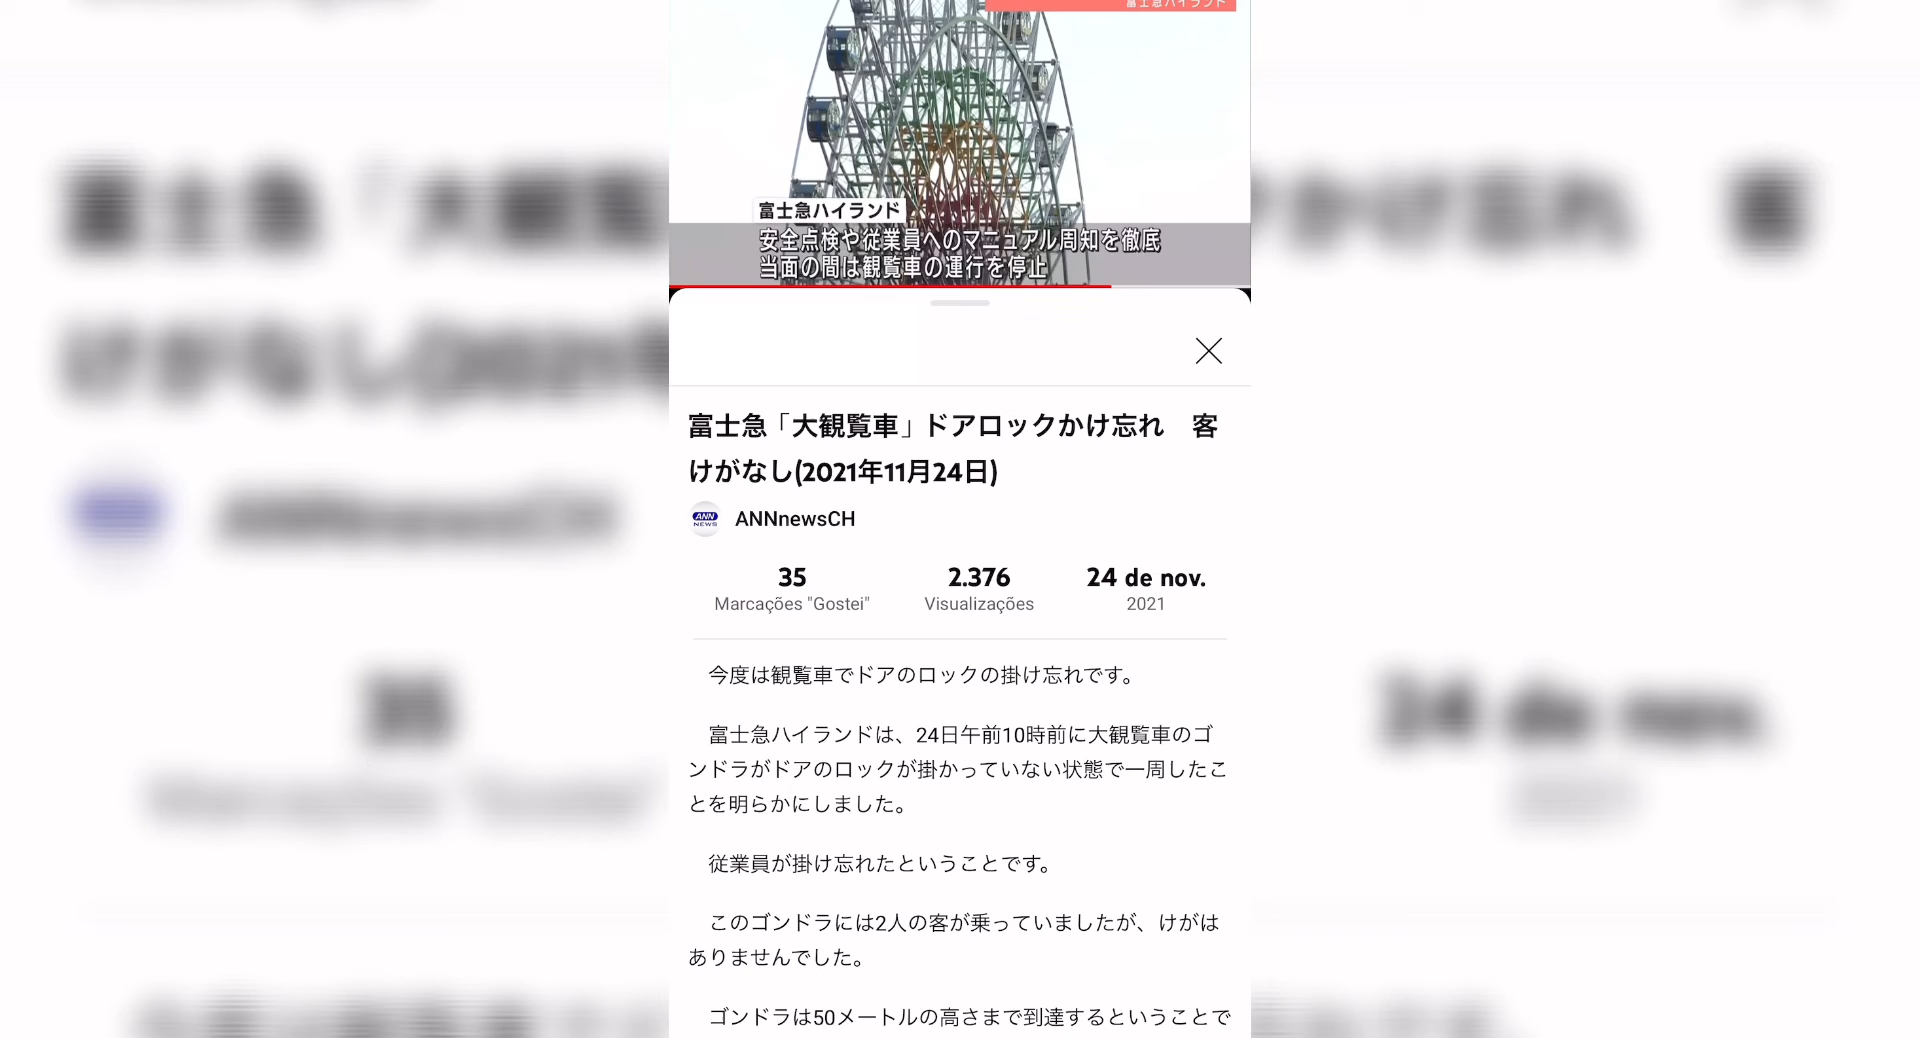 富士急ハイランド
富士急ハイランド
安全点検や従業員へのマニュアル周知を徹底
当面の間は観覧車の運行を停止
富士急「大観覧車」ドアロックかけ忘れ　客
けがなし(2021年11月24日)
ANN NEWS ANNnewsCH
35 2.376 24 de nov.
Marcações "Gostei" Visualizações 2021
今度は観覧車でドアのロックの掛け忘れです。
富士急ハイランドは、24日午前10時前に大観覧車のゴ
ンドラがドアのロックが掛かっていない状態で一周したこ
とを明らかにしました。
従業員が掛け忘れたということです。
このゴンドラには2人の客が乗っていましたが、けがは
ありませんでした。
ゴンドラは50メートルの高さまで到達するということで